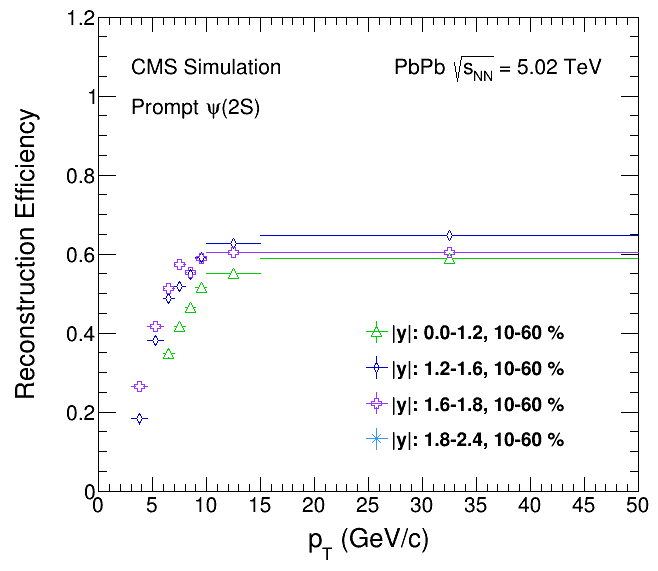 CMS Simulation
PbPb √sNN = 5.02 TeV
Prompt ψ(2S)
Reconstruction Efficiency
1.2
1
0.8
0.6
0.4
0.2
0
|y|: 0.0-1.2, 10-60 %
|y|: 1.2-1.6, 10-60 %
|y|: 1.6-1.8, 10-60 %
|y|: 1.8-2.4, 10-60 %
0 5 10 15 20 25 30 35 40 45 50
pT (GeV/c)